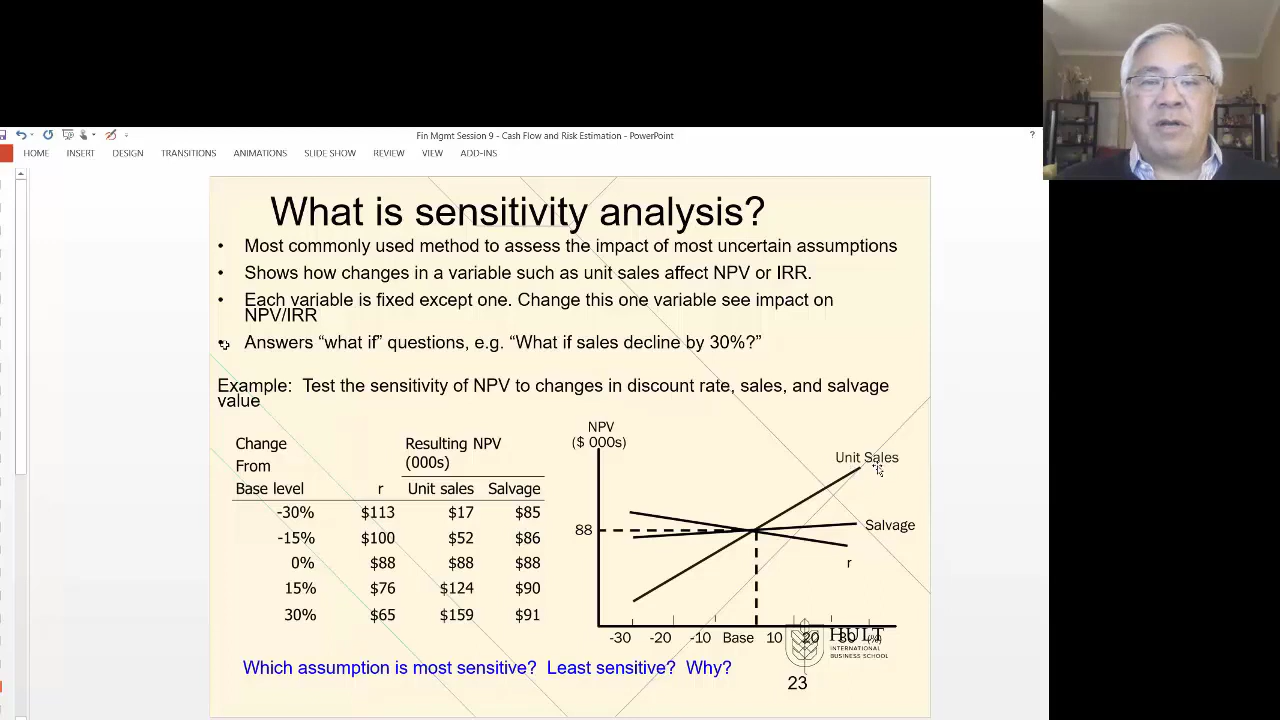 Fin Mgmt Session 9 - Cash Flow and Risk Estimation - PowerPoint
?
HOME INSERT DESIGN TRANSITIONS ANIMATIONS SLIDE SHOW REVIEW VIEW ADD-INS
What is sensitivity analysis?
• Most commonly used method to assess the impact of most uncertain assumptions
• Shows how changes in a variable such as unit sales affect NPV or IRR.
• Each variable is fixed except one. Change this one variable see impact on
NPV/IRR
• Answers “what if” questions, e.g. “What if sales decline by 30%?”
Example: Test the sensitivity of NPV to changes in discount rate, sales, and salvage
value
Change Resulting NPV
From (000s)
Base level r Unit sales Salvage
-30% $113 $17 $85
-15% $100 $52 $86
0% $88 $88 $88
15% $76 $124 $90
30% $65 $159 $91
NPV
($ 000s)
Unit Sales
Salvage
88
r
-30 -20 -10 Base 10 20 30 (%)
HULT
INTERNATIONAL
BUSINESS SCHOOL
Which assumption is most sensitive? Least sensitive? Why?
23